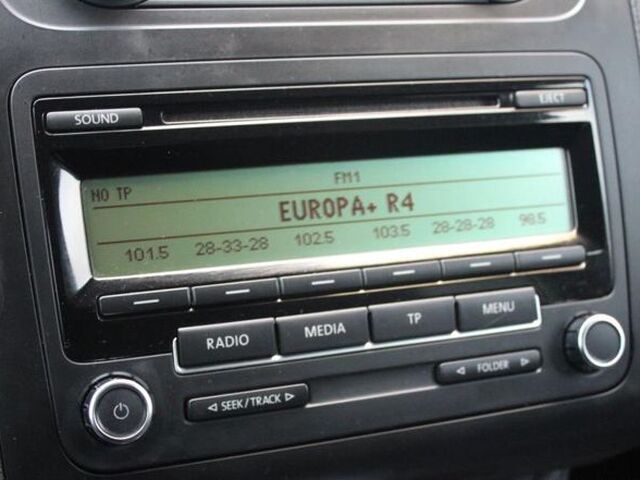 SOUND
EJECT
FM1
NO TP
EUROPA+ R4
101.5 28-33-28 102.5 103.5 28-28-28 98.5
RADIO MEDIA TP MENU
◁ SEEK/TRACK ▷ ◁ FOLDER ▷